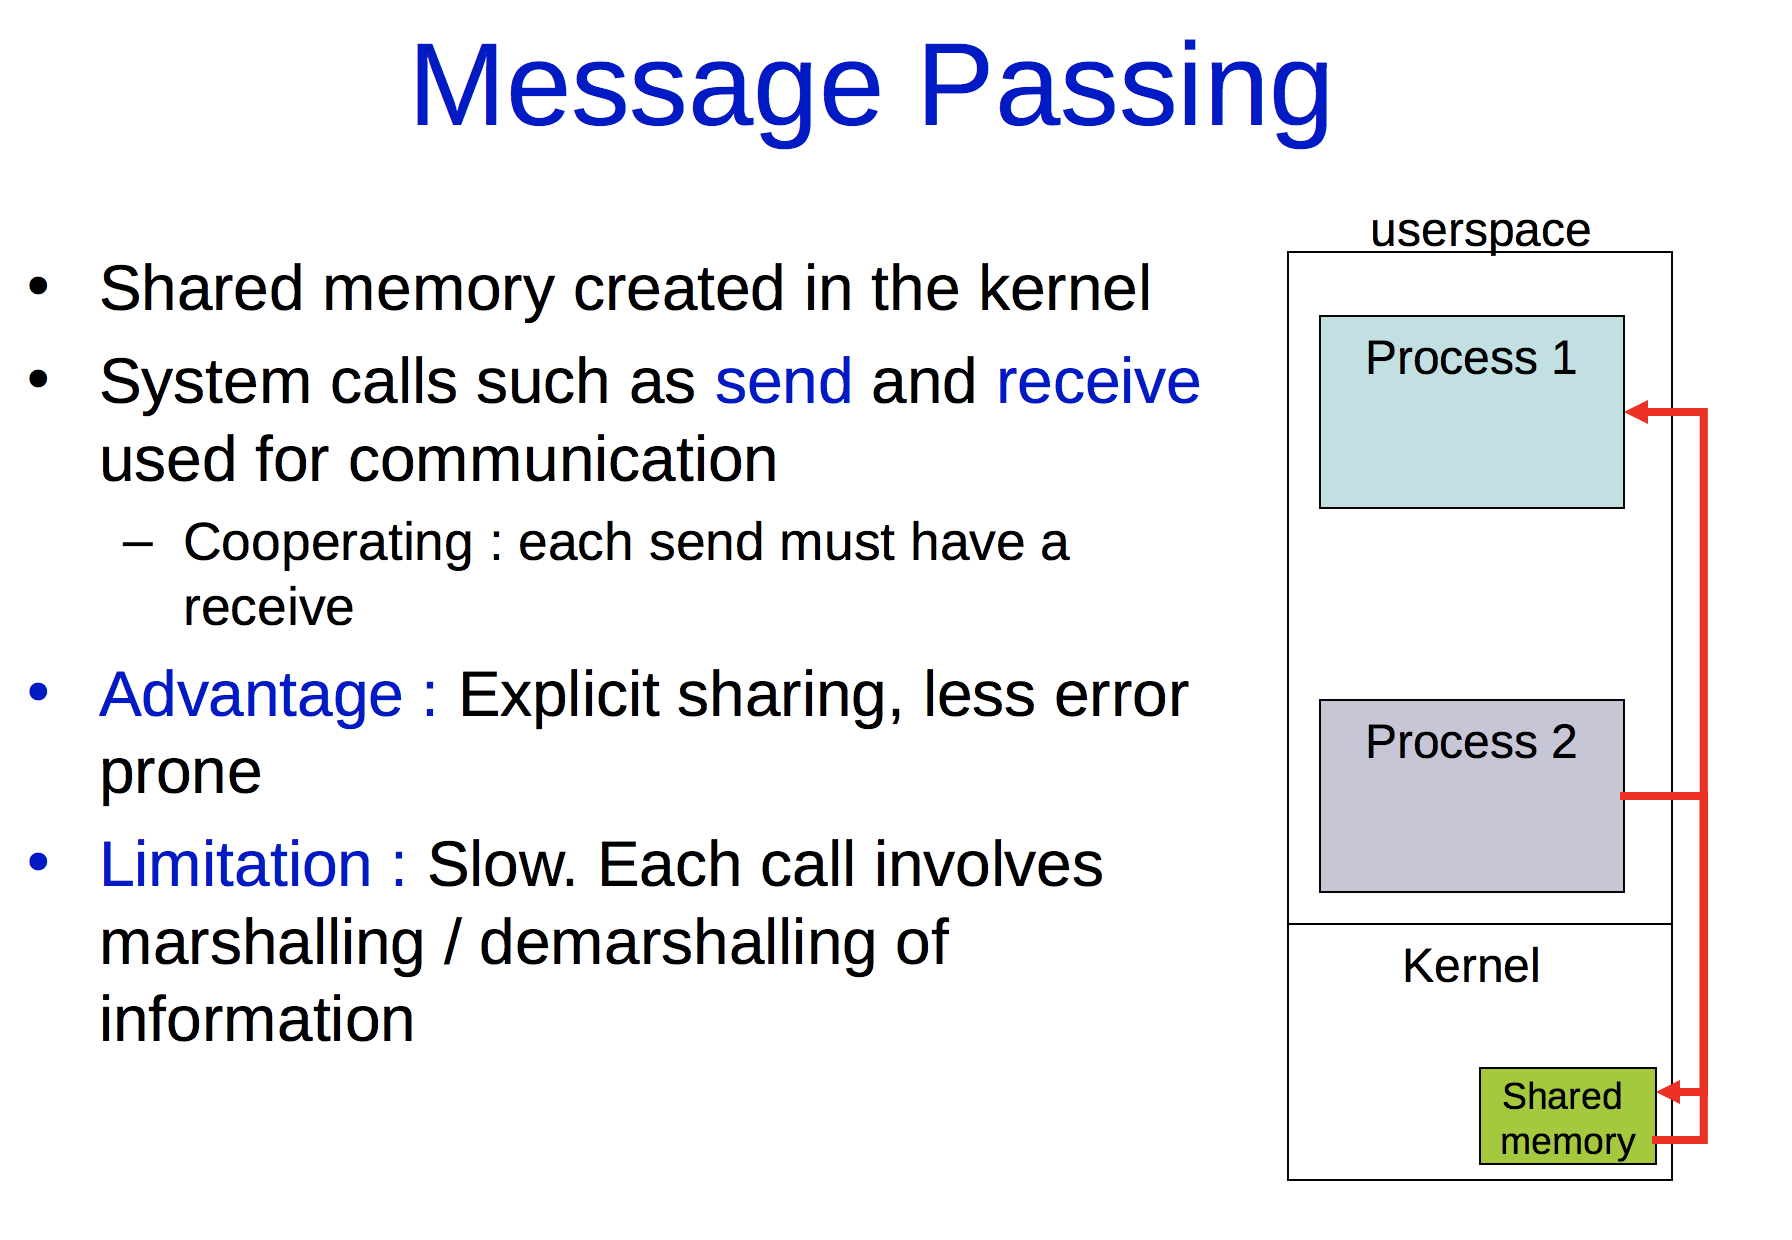 Message Passing
• Shared memory created in the kernel
• System calls such as send and receive
used for communication
– Cooperating : each send must have a
receive
• Advantage : Explicit sharing, less error
prone
• Limitation : Slow. Each call involves
marshalling / demarshalling of
information
userspace
Process 1
Process 2
Kernel
Shared
memory